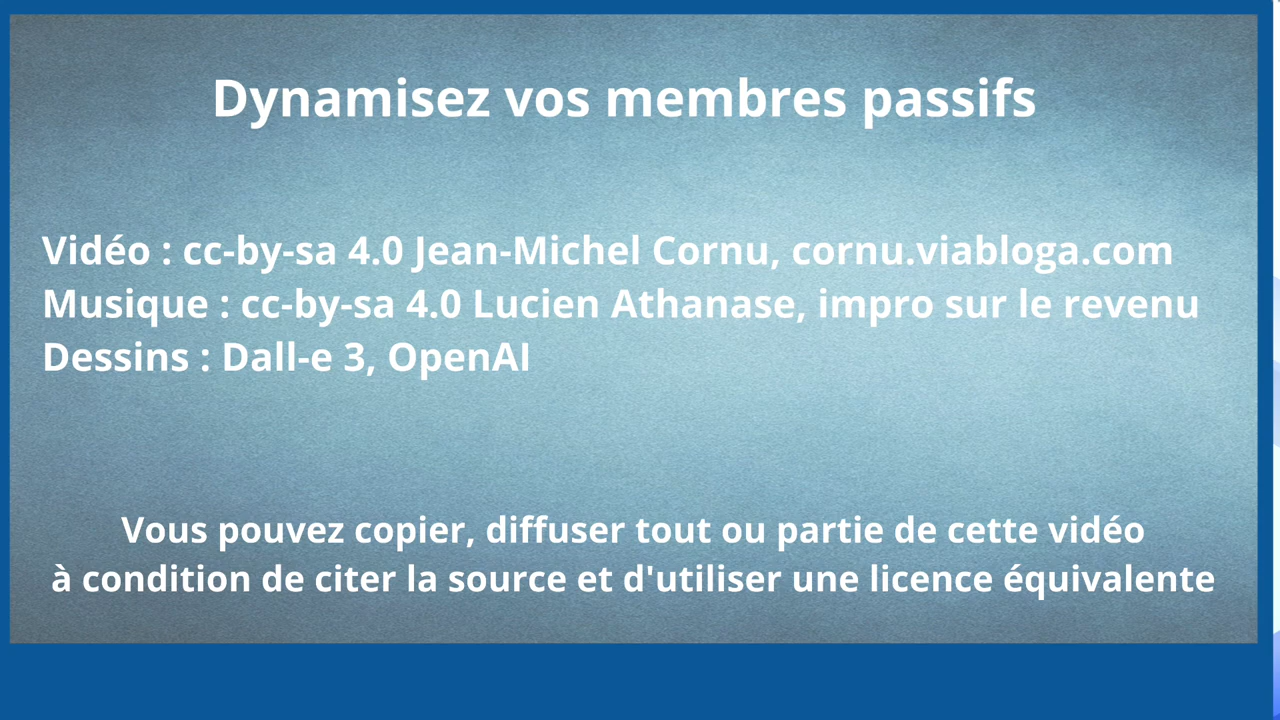 Dynamisez vos membres passifs
Vidéo : cc-by-sa 4.0 Jean-Michel Cornu, cornu.viabloga.com
Musique : cc-by-sa 4.0 Lucien Athanase, impro sur le revenu
Dessins : Dall-e 3, OpenAI
Vous pouvez copier, diffuser tout ou partie de cette vidéo
à condition de citer la source et d'utiliser une licence équivalente